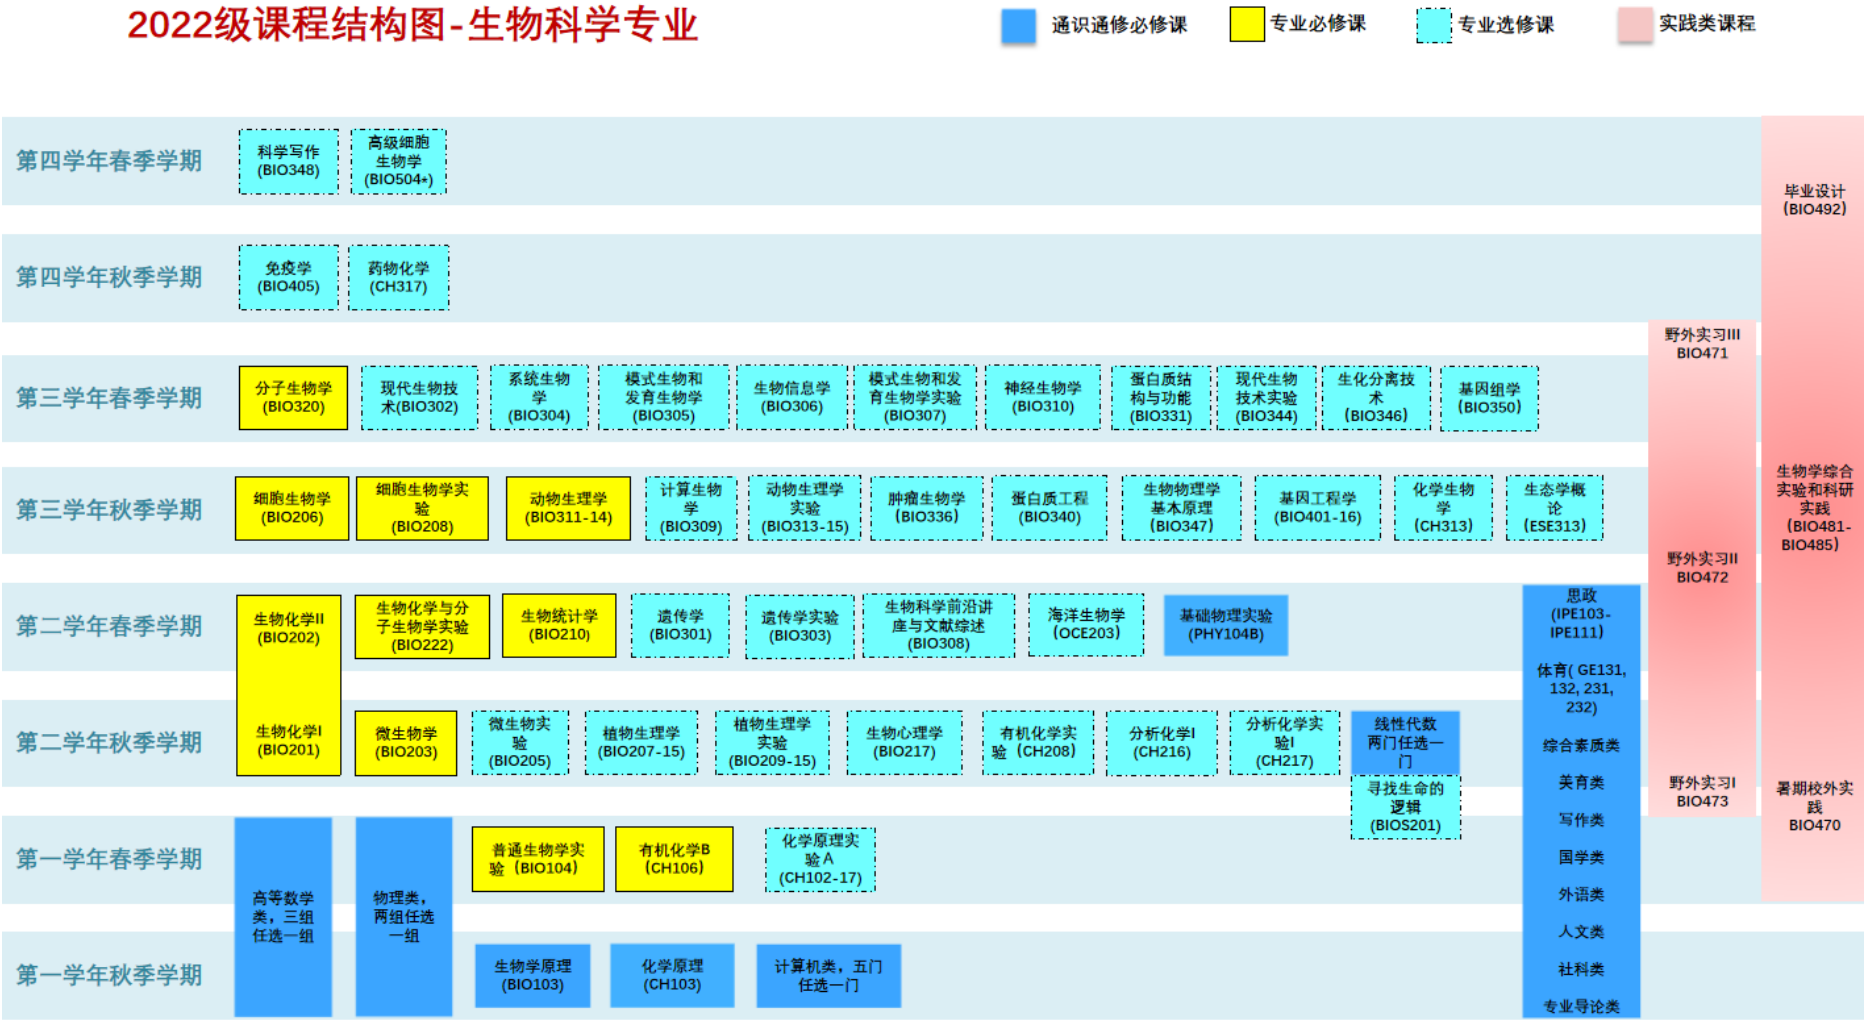 2022级课程结构图-生物科学专业
通识通修必修课
专业必修课
专业选修课
实践类课程
第四学年春季学期
科学写作
(BIO348)
高级细胞
生物学
(BIO504*)
第四学年秋季学期
免疫学
(BIO405)
药物化学
(CH317)
第三学年春季学期
分子生物学
(BIO320)
现代生物技
术(BIO302)
系统生物
学
(BIO304)
模式生物和
发育生物学
(BIO305)
生物信息学
(BIO306)
模式生物和发
育生物学实验
(BIO307)
神经生物学
(BIO310)
蛋白质结
构与功能
(BIO331)
现代生物
技术实验
(BIO344)
生化分离技
术
(BIO346)
基因组学
(BIO350)
第三学年秋季学期
细胞生物学
(BIO206)
细胞生物学实
验
(BIO208)
动物生理学
(BIO311-14)
计算生物
学
(BIO309)
动物生理学
实验
(BIO313-15)
肿瘤生物学
(BIO336)
蛋白质工程
(BIO340)
生物物理学
基本原理
(BIO347)
基因工程学
(BIO401-16)
化学生物
学
(CH313)
生态学概
论
(ESE313)
第二学年春季学期
生物化学II
(BIO202)
生物化学与分
子生物学实验
(BIO222)
生物统计学
(BIO210)
遗传学
(BIO301)
遗传学实验
(BIO303)
生物科学前沿讲
座与文献综述
(BIO308)
海洋生物学
(OCE203)
基础物理实验
(PHY104B)
第二学年秋季学期
生物化学I
(BIO201)
微生物学
(BIO203)
微生物实
验
(BIO205)
植物生理学
(BIO207-15)
植物生理学
实验
(BIO209-15)
生物心理学
(BIO217)
有机化学实
验（CH208)
分析化学I
(CH216)
分析化学实
验I
(CH217)
线性代数
两门任选一
门
寻找生命的
逻辑
(BIOS201)
第一学年春季学期
高等数学
类，三组
任选一组
物理类，
两组任选
一组
普通生物学实
验（BIO104)
有机化学B
(CH106)
化学原理实
验A
(CH102-17)
第一学年秋季学期
生物学原理
(BIO103)
化学原理
(CH103)
计算机类，五门
任选一门
思政
(IPE103-
IPE111)
体育( GE131,
132, 231,
232)
综合素质类
美育类
写作类
国学类
外语类
人文类
社科类
专业导论类
野外实习III
BIO471
野外实习II
BIO472
野外实习I
BIO473
毕业设计
(BIO492)
生物学综合
实验和科研
实践
（BIO481-
BIO485)
暑期校外实
践
BIO470